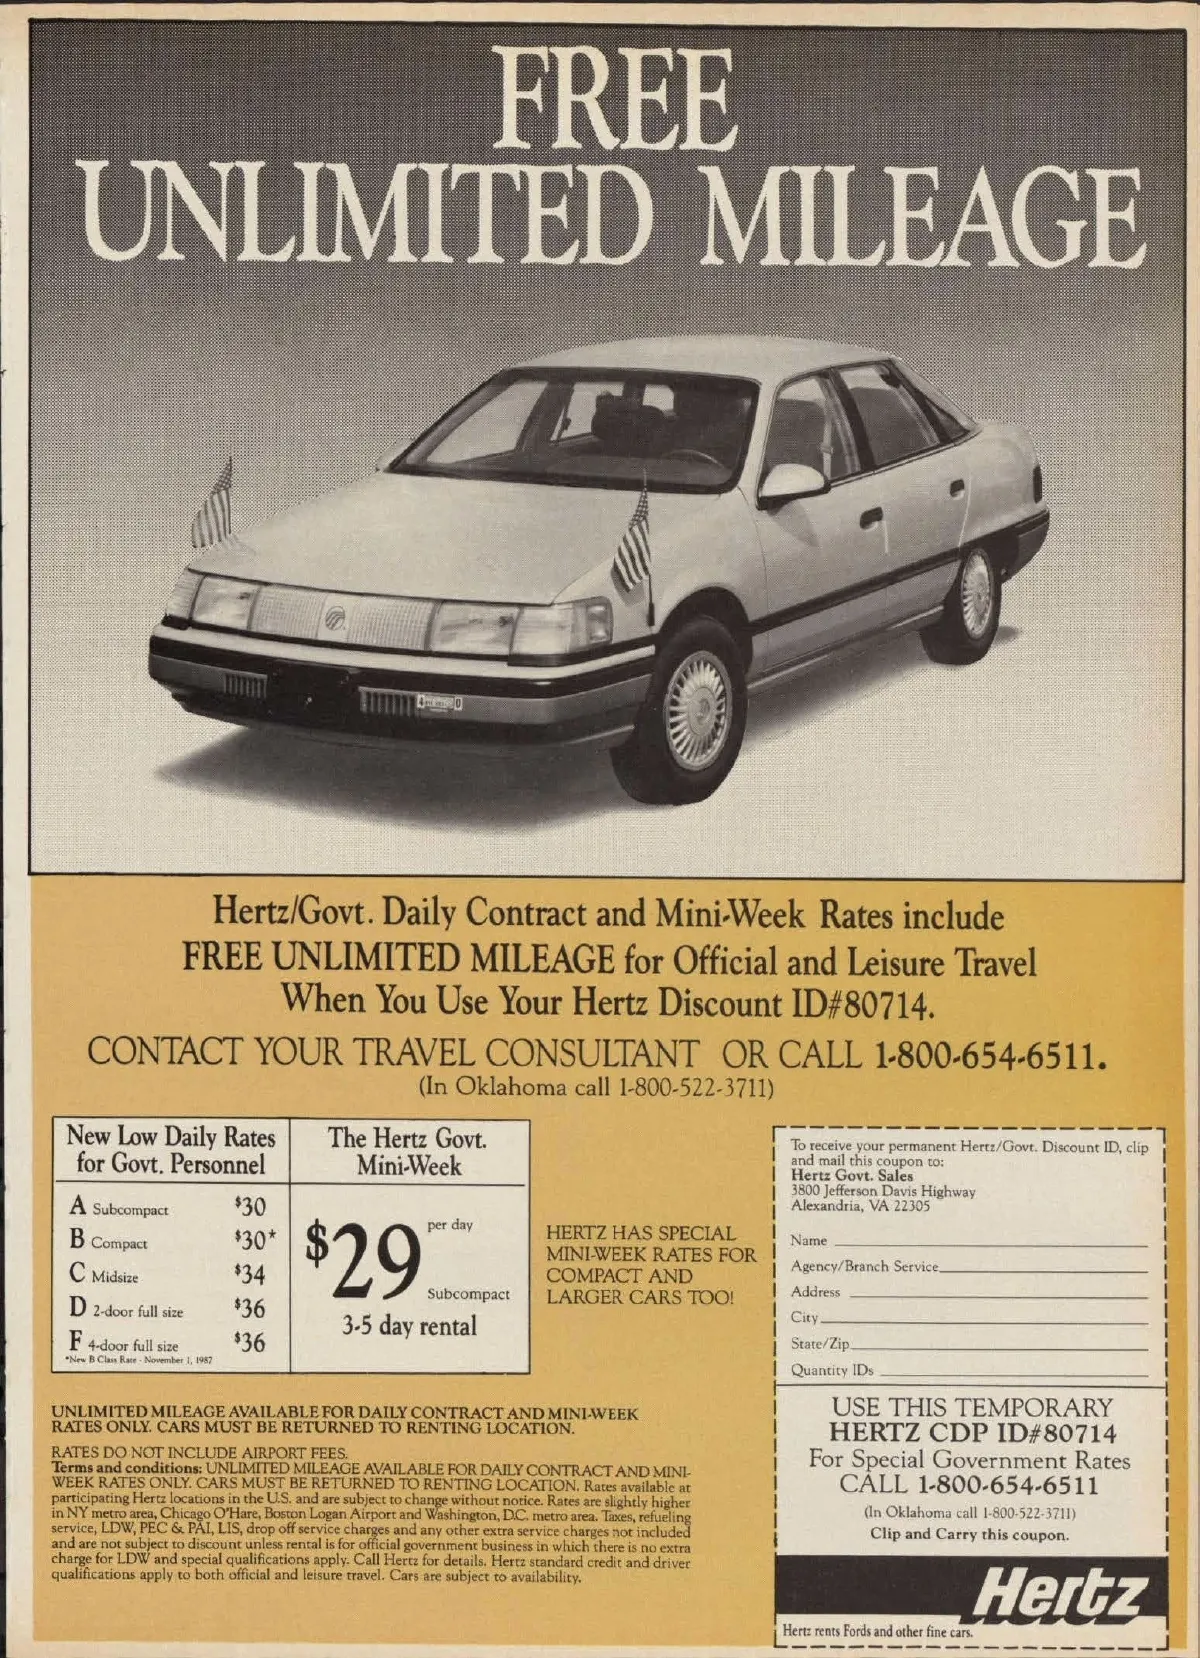 FREE
UNLIMITED MILEAGE
Hertz/Govt. Daily Contract and Mini-Week Rates include
FREE UNLIMITED MILEAGE for Official and Leisure Travel
When You Use Your Hertz Discount ID#80714.
CONTACT YOUR TRAVEL CONSULTANT OR CALL 1-800-654-6511.
(In Oklahoma call 1-800-522-3711)
New Low Daily Rates
for Govt. Personnel
A Subcompact $30
B Compact $30*
C Midsize $34
D 2-door full size $36
F 4-door full size $36
*New B Class Rate - November 1, 1987
The Hertz Govt.
Mini-Week
$29 per day
Subcompact
3-5 day rental
HERTZ HAS SPECIAL
MINI-WEEK RATES FOR
COMPACT AND
LARGER CARS TOO!
UNLIMITED MILEAGE AVAILABLE FOR DAILY CONTRACT AND MINI-WEEK
RATES ONLY. CARS MUST BE RETURNED TO RENTING LOCATION.
RATES DO NOT INCLUDE AIRPORT FEES.
Terms and conditions: UNLIMITED MILEAGE AVAILABLE FOR DAILY CONTRACT AND MINI-
WEEK RATES ONLY. CARS MUST BE RETURNED TO RENTING LOCATION. Rates available at
participating Hertz locations in the U.S. and are subject to change without notice. Rates are slightly higher
in NY metro area, Chicago O'Hare, Boston Logan Airport and Washington, D.C. metro area. Taxes, refueling
service, LDW, PEC & PAI, LIS, drop off service charges and any other extra service charges not included
and are not subject to discount unless rental is for official government business in which there is no extra
charge for LDW and special qualifications apply. Call Hertz for details. Hertz standard credit and driver
qualifications apply to both official and leisure travel. Cars are subject to availability.
To receive your permanent Hertz/Govt. Discount ID, clip
and mail this coupon to:
Hertz Govt. Sales
3800 Jefferson Davis Highway
Alexandria, VA 22305
Name
Agency/Branch Service
Address
City
State/Zip
Quantity IDs
USE THIS TEMPORARY
HERTZ CDP ID#80714
For Special Government Rates
CALL 1-800-654-6511
(In Oklahoma call 1-800-522-3711)
Clip and Carry this coupon.
Hertz
Hertz rents Fords and other fine cars.